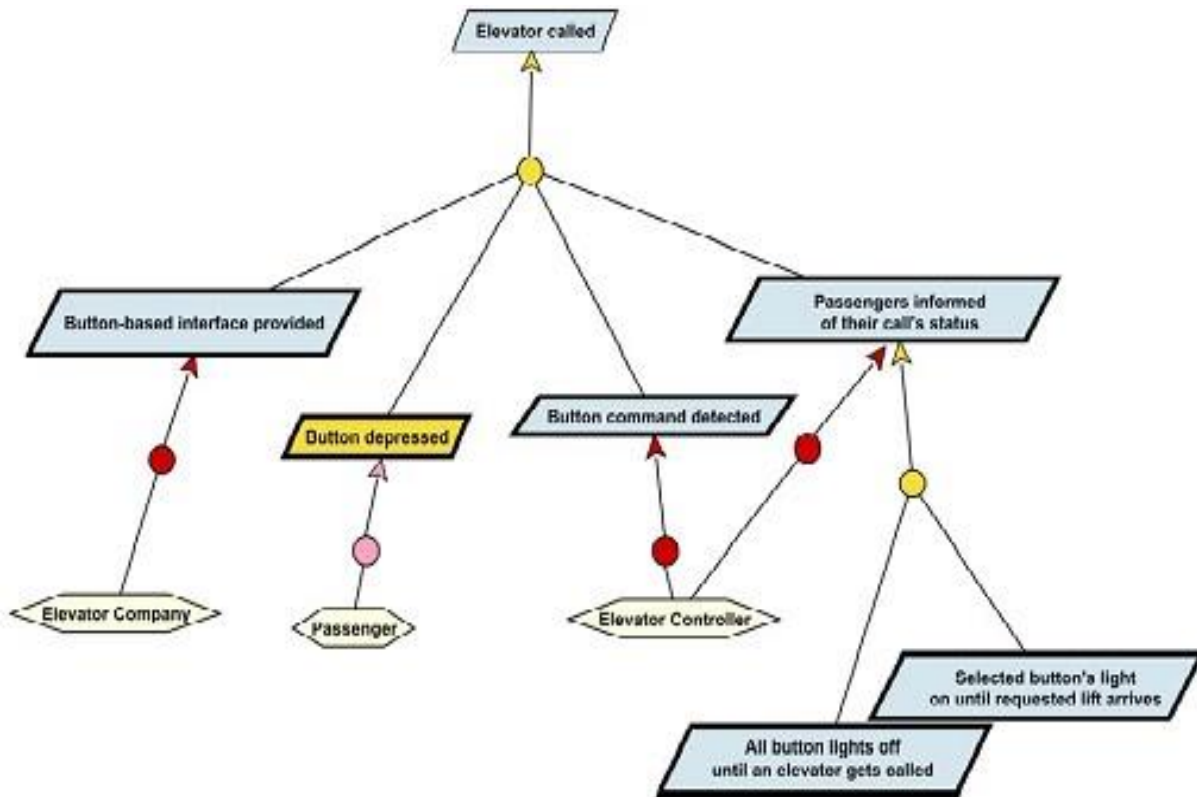 Elevator called
Button-based interface provided
Passengers informed
of their call's status
Button depressed
Button command detected
Elevator Company
Passenger
Elevator Controller
Selected button's light
on until requested lift arrives
All button lights off
until an elevator gets called